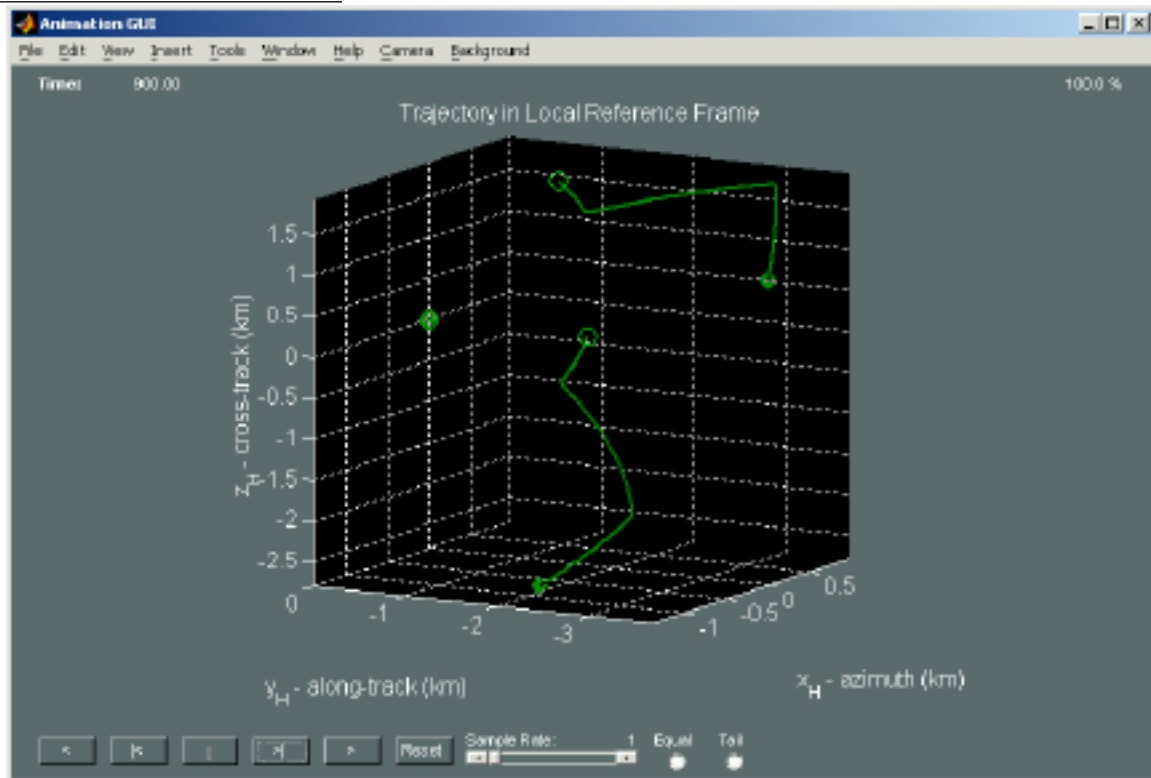 Animation GUI
File Edit View Insert Tools Window Help Camera Background
Time: 900.00 100.0 %
Trajectory in Local Reference Frame
1.5
1
0.5
0
-0.5
-1
-1.5
-2
-2.5
z_H - cross-track (km)
0 -1 -2 -3
-1 -0.5 0 0.5
y_H - along-track (km)
x_H - azimuth (km)
< |< || >| > Reset Sample Rate: 1 Equal Tail